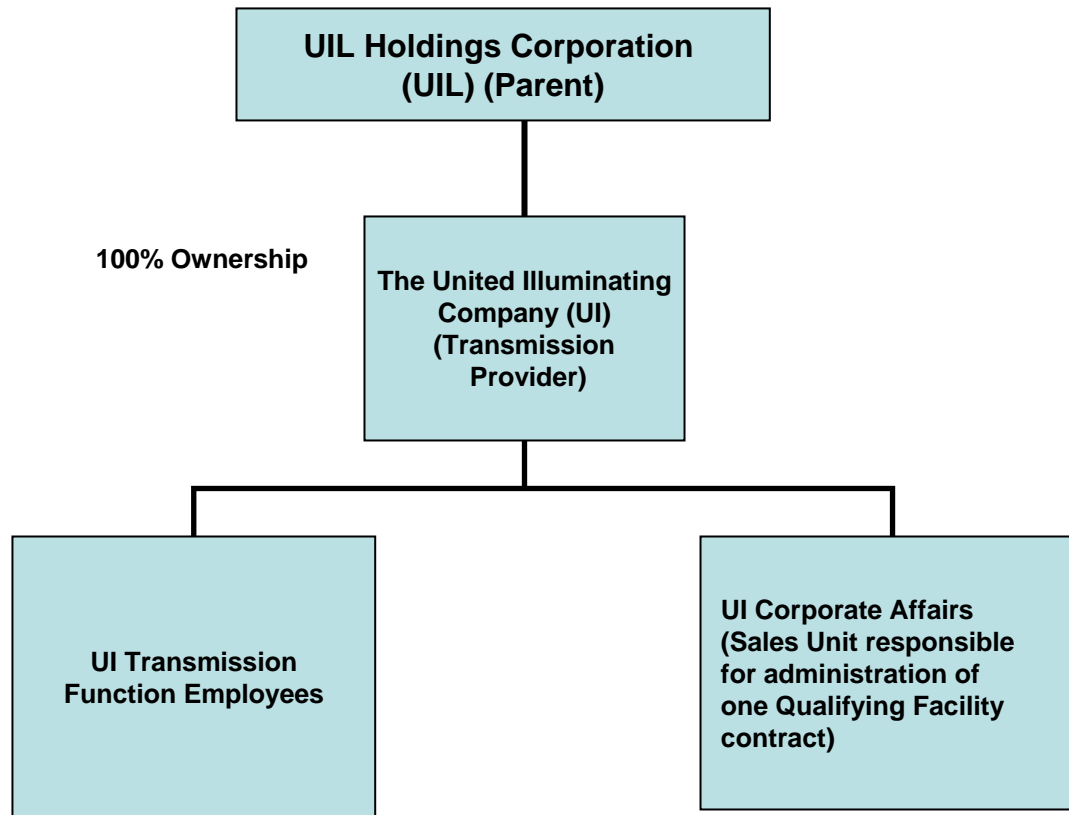 UIL Holdings Corporation
(UIL) (Parent)
100% Ownership
The United Illuminating
Company (UI)
(Transmission
Provider)
UI Transmission
Function Employees
UI Corporate Affairs
(Sales Unit responsible
for administration of
one Qualifying Facility
contract)